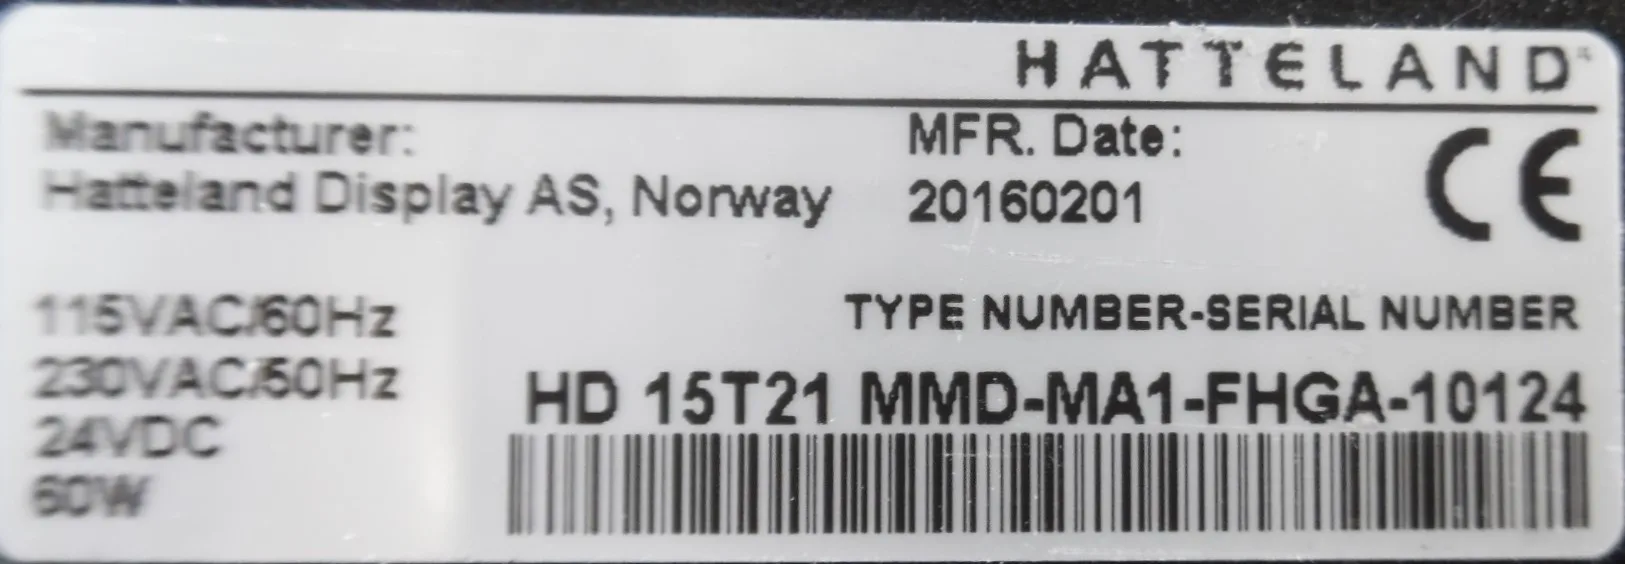 HATTELAND
Manufacturer:
Hatteland Display AS, Norway
MFR. Date:
20160201
CE
115VAC/60Hz
230VAC/50Hz
24VDC
60W
TYPE NUMBER-SERIAL NUMBER
HD 15T21 MMD-MA1-FHGA-10124